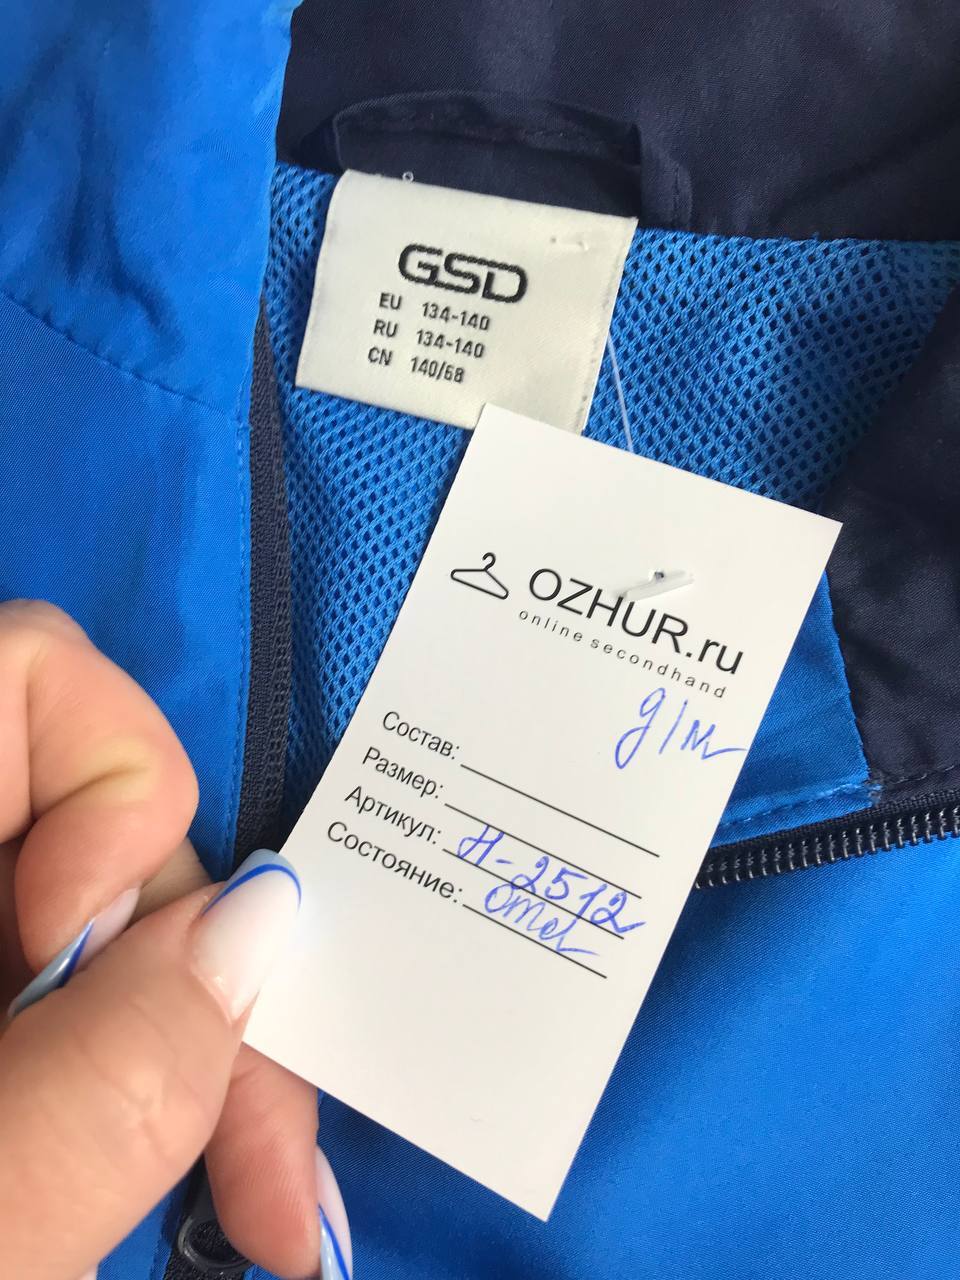 GSD
EU 134-140
RU 134-140
CN 140/68
OZHUR.ru
online secondhand
д/м
Состав:
Размер:
Артикул: Н-2512
Состояние: отл